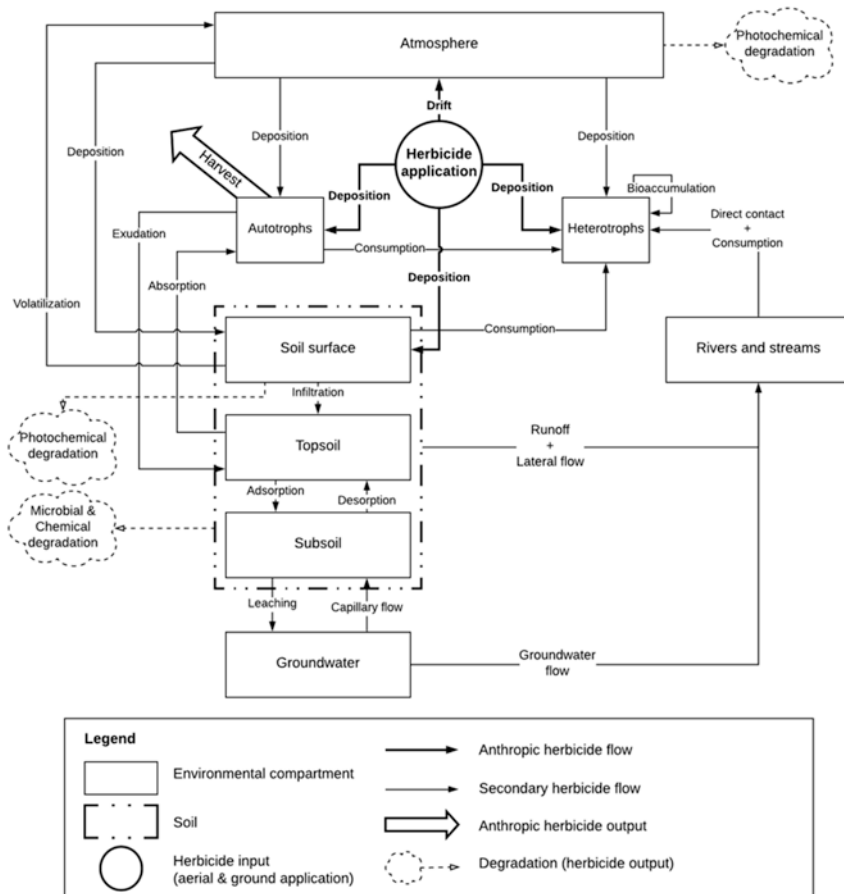 Atmosphere
Photochemical
degradation
Drift
Deposition
Deposition
Deposition
Harvest
Herbicide
application
Deposition
Deposition
Bioaccumulation
Direct contact
+
Consumption
Autotrophs
Heterotrophs
Exudation
Consumption
Absorption
Deposition
Volatilization
Soil surface
Consumption
Rivers and streams
Infiltration
Photochemical
degradation
Topsoil
Runoff
+
Lateral flow
Adsorption
Desorption
Microbial &
Chemical
degradation
Subsoil
Leaching
Capillary flow
Groundwater
Groundwater
flow
Legend
Environmental compartment
Soil
Herbicide input
(aerial & ground application)
Anthropic herbicide flow
Secondary herbicide flow
Anthropic herbicide output
Degradation (herbicide output)